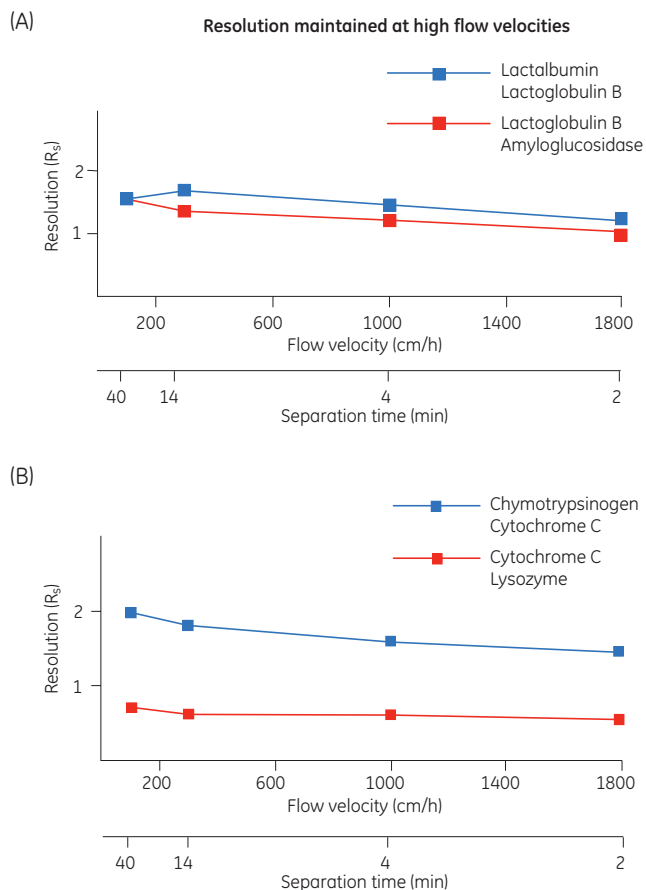 (A)
Resolution maintained at high flow velocities
Lactalbumin
Lactoglobulin B
Lactoglobulin B
Amyloglucosidase
Resolution (Rs)
2
1
200 600 1000 1400 1800
Flow velocity (cm/h)
40 14 4 2
Separation time (min)
(B)
Chymotrypsinogen
Cytochrome C
Cytochrome C
Lysozyme
Resolution (Rs)
2
1
200 600 1000 1400 1800
Flow velocity (cm/h)
40 14 4 2
Separation time (min)